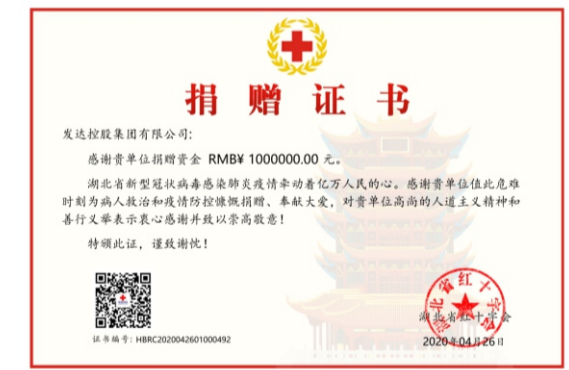 捐赠证书
发达控股集团有限公司:
感谢贵单位捐赠资金 RMB¥ 1000000.00 元。
湖北省新型冠状病毒感染肺炎疫情牵动着亿万人民的心。感谢贵单位值此危难
时刻为病人救治和疫情防控慷慨捐赠、奉献大爱,对贵单位高尚的人道主义精神和
善行义举表示衷心感谢并致以崇高敬意!
特颁此证,谨致谢忱!
湖北省红十字会
湖北省红十字会
证书编号: HBRC2020042601000492
2020年04月26日